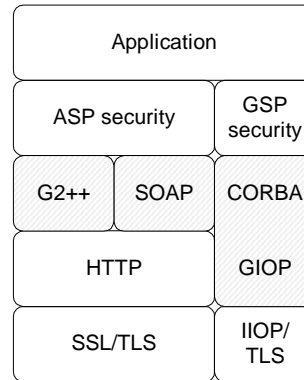 Application
ASP security
GSP
security
G2++
SOAP
CORBA
HTTP
GIOP
SSL/TLS
IIOP/
TLS